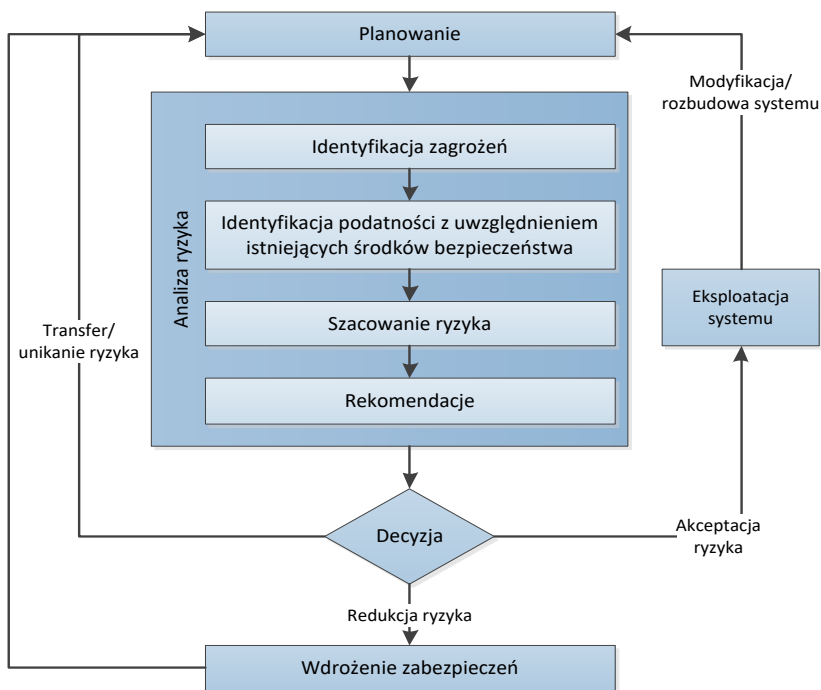 Planowanie
Modyfikacja/
rozbudowa systemu
Analiza ryzyka
Identyfikacja zagrożeń
Identyfikacja podatności z uwzględnieniem
istniejących środków bezpieczeństwa
Szacowanie ryzyka
Rekomendacje
Eksploatacja
systemu
Transfer/
unikanie ryzyka
Decyzja
Akceptacja
ryzyka
Redukcja ryzyka
Wdrożenie zabezpieczeń